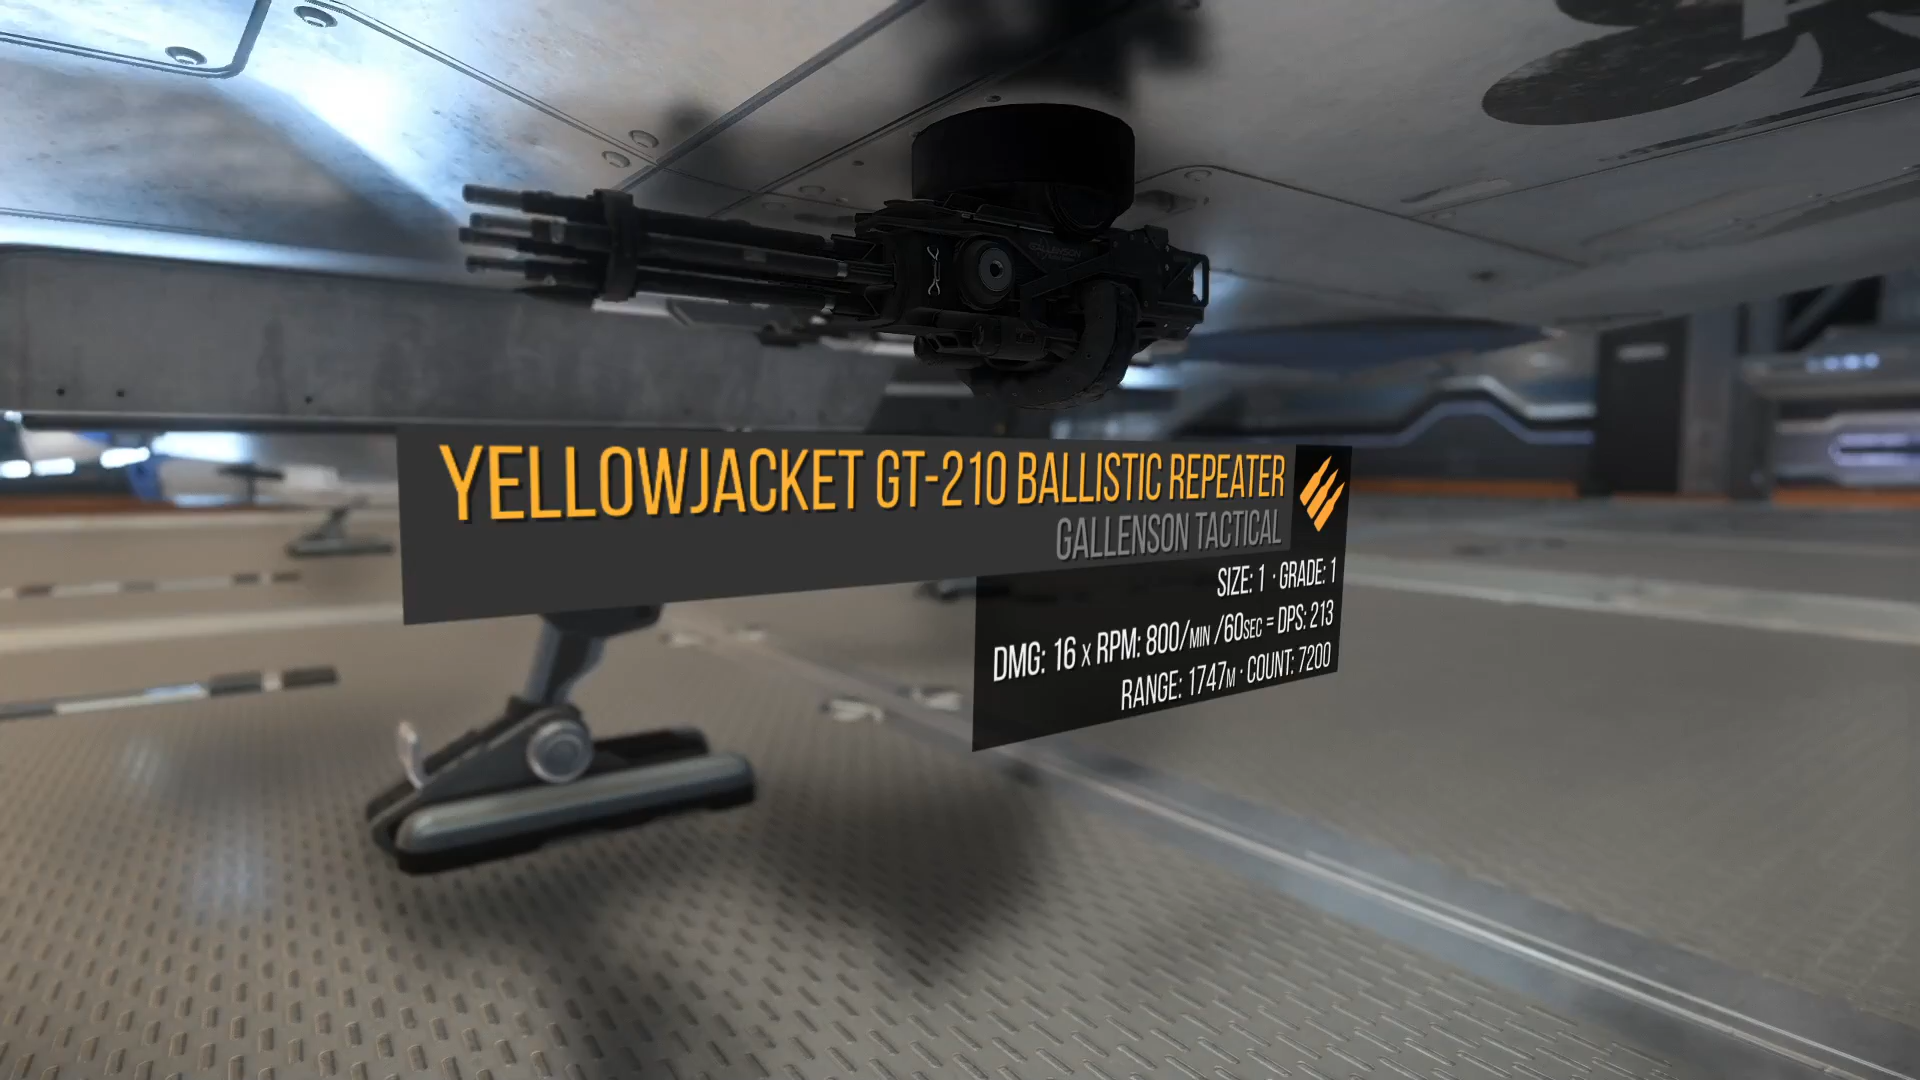 YELLOWJACKET GT-210 BALLISTIC REPEATER
GALLENSON TACTICAL
SIZE: 1 · GRADE: 1
DMG: 16 x RPM: 800/MIN /60SEC = DPS: 213
RANGE: 1747M · COUNT: 7200